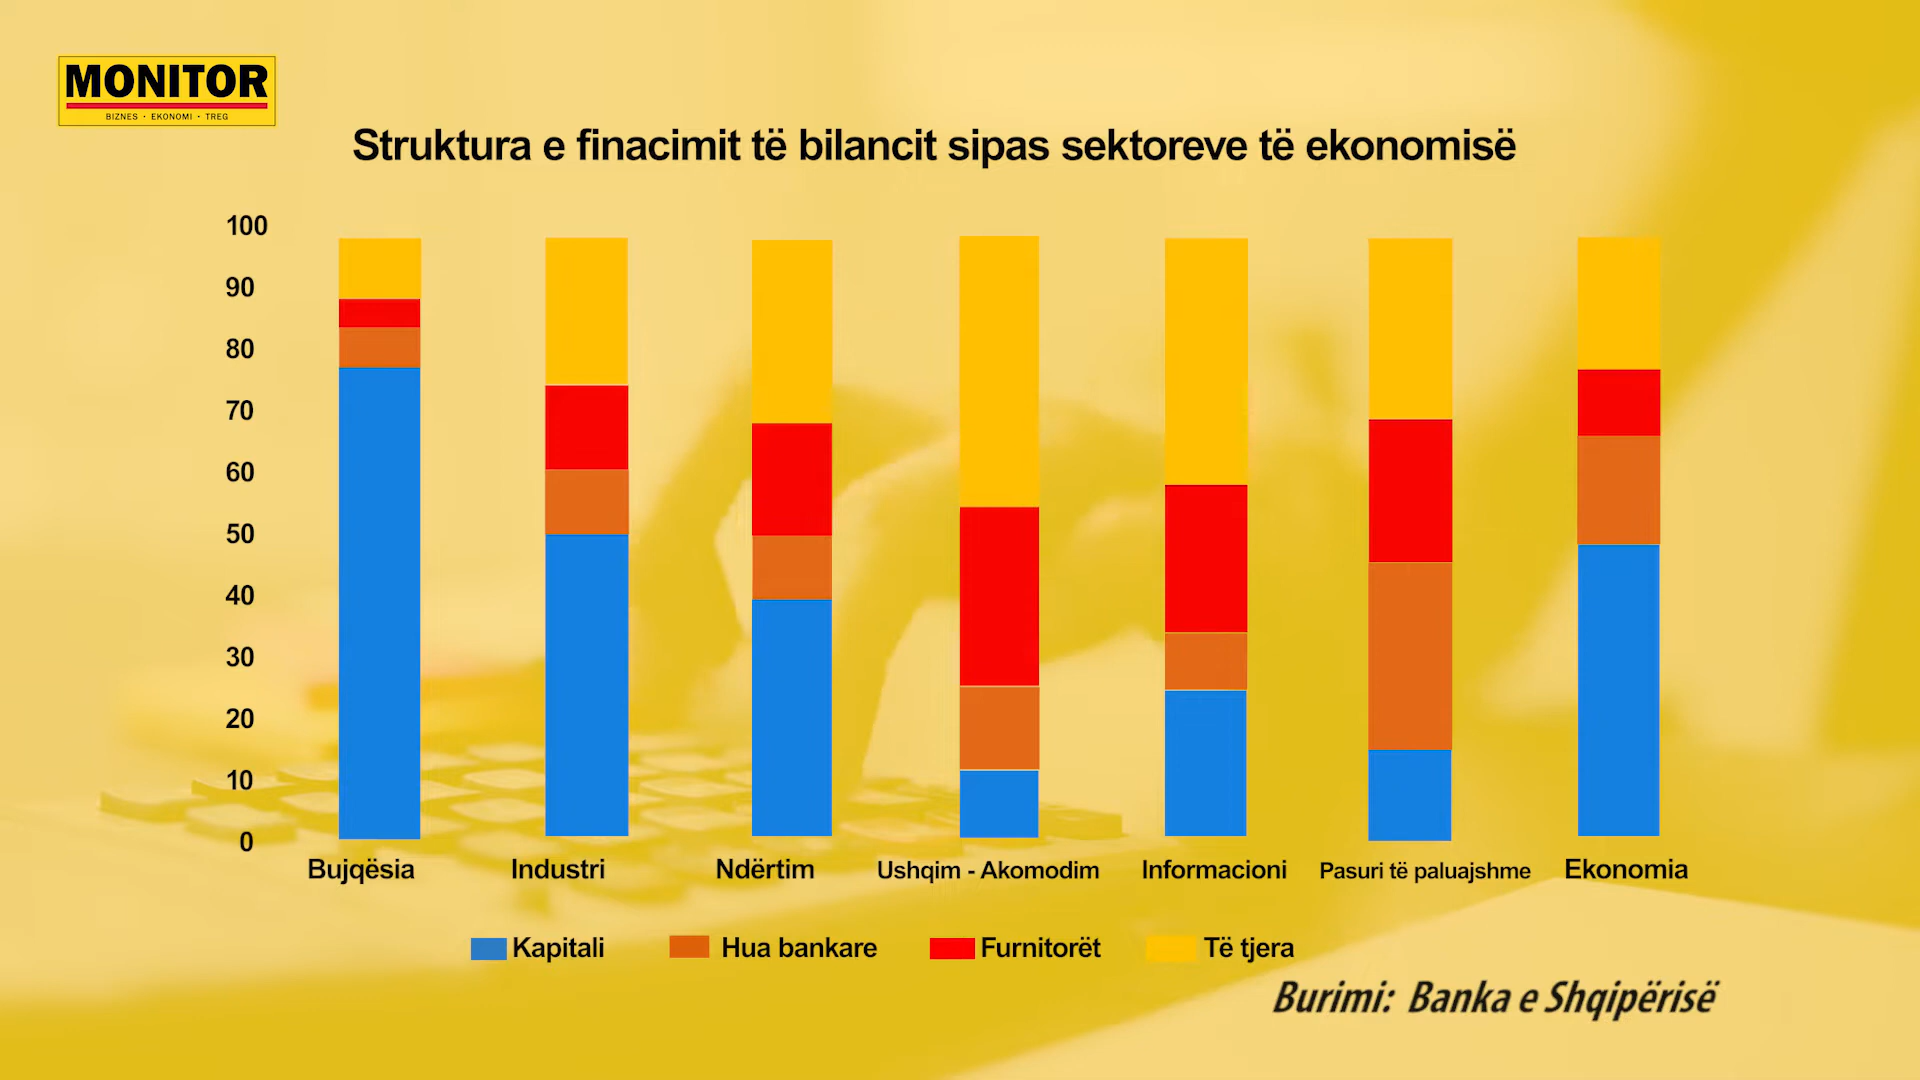 MONITOR
BIZNES • EKONOMI • TREG
Struktura e finacimit të bilancit sipas sektoreve të ekonomisë
100
90
80
70
60
50
40
30
20
10
0
Bujqësia Industri Ndërtim Ushqim - Akomodim Informacioni Pasuri të paluajshme Ekonomia
Kapitali Hua bankare Furnitorët Të tjera
Burimi: Banka e Shqipërisë